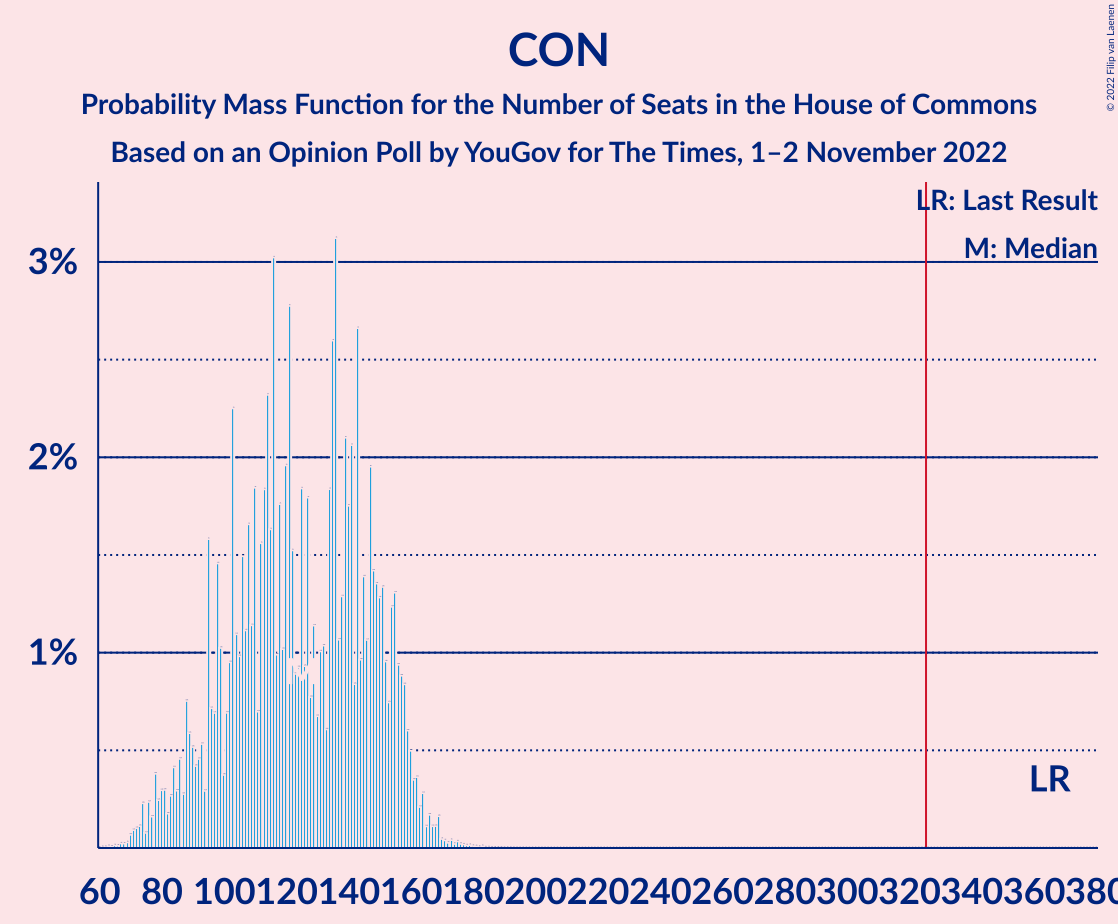 CON
Probability Mass Function for the Number of Seats in the House of Commons
Based on an Opinion Poll by YouGov for The Times, 1–2 November 2022
© 2022 Filip van Laenen
LR: Last Result
M: Median
3%
2%
1%
LR
60 80 100 120 140 160 180 200 220 240 260 280 300 320 340 360 380